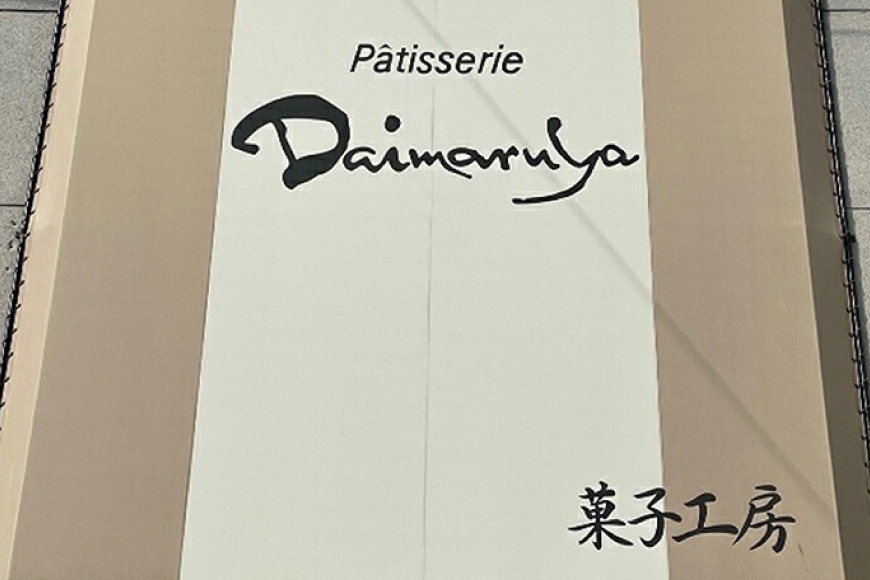 Pâtisserie
Daimaruya
菓子工房